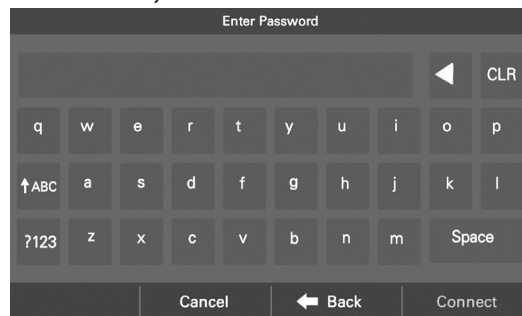 Enter Password
CLR
q w e r t y u i o p
ABC a s d f g h j k l
?123 z x c v b n m Space
Cancel Back Connect